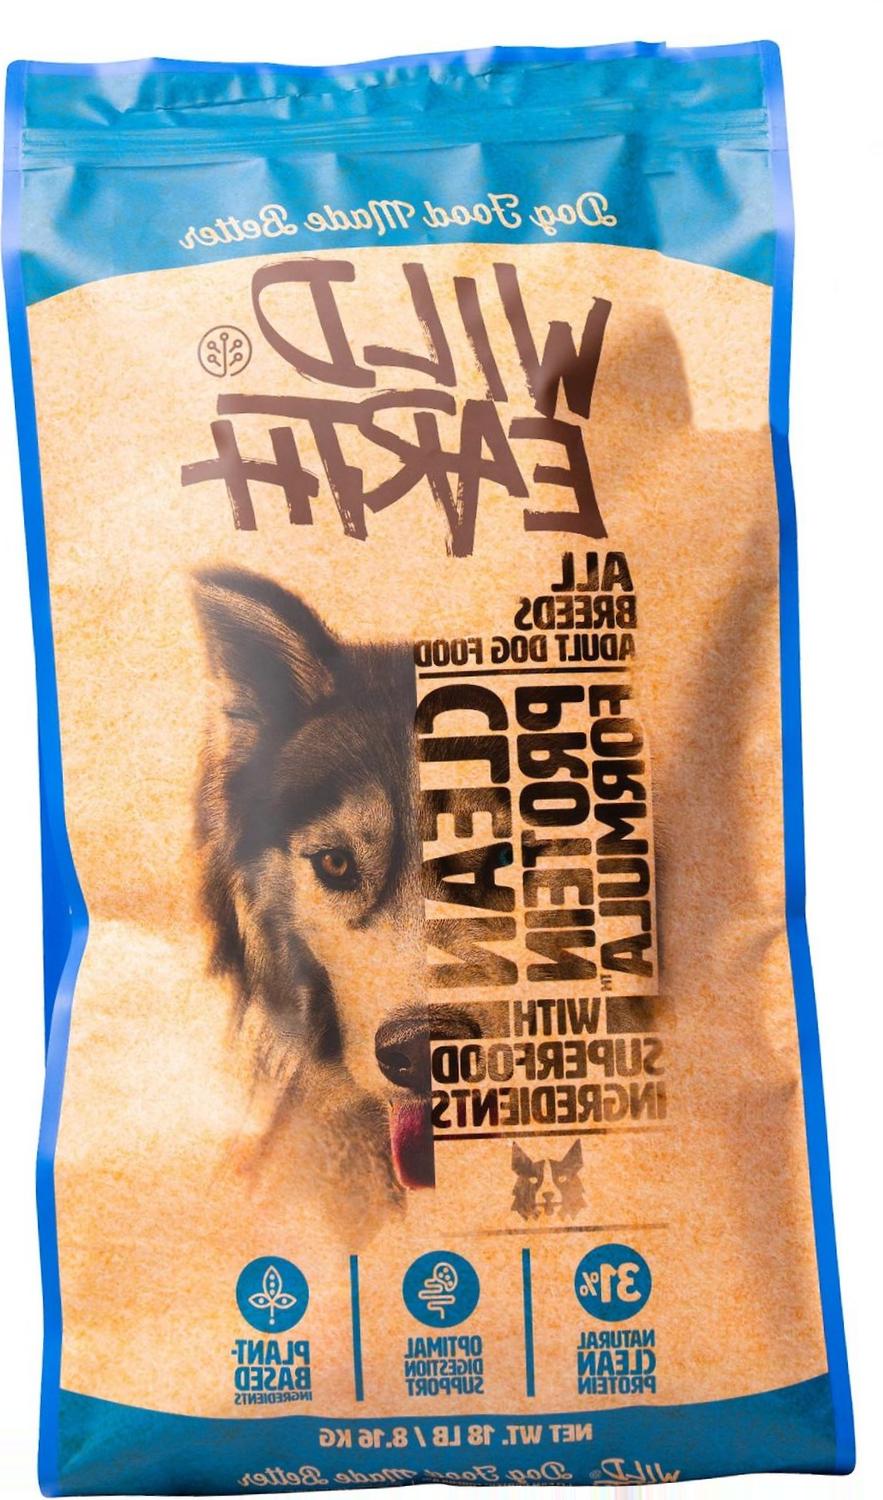 Dog Food Made Better
WILD
EARTH
ALL
BREEDS
ADULT DOG FOOD
CLEAN
PROTEIN
FORMULA™
WITH
SUPERFOOD
INGREDIENTS
31%
NATURAL
CLEAN
PROTEIN
OPTIMAL
DIGESTION
SUPPORT
PLANT-
BASED
INGREDIENTS
NET WT. 18 LB / 8.16 KG
WILD Dog Food Made Better